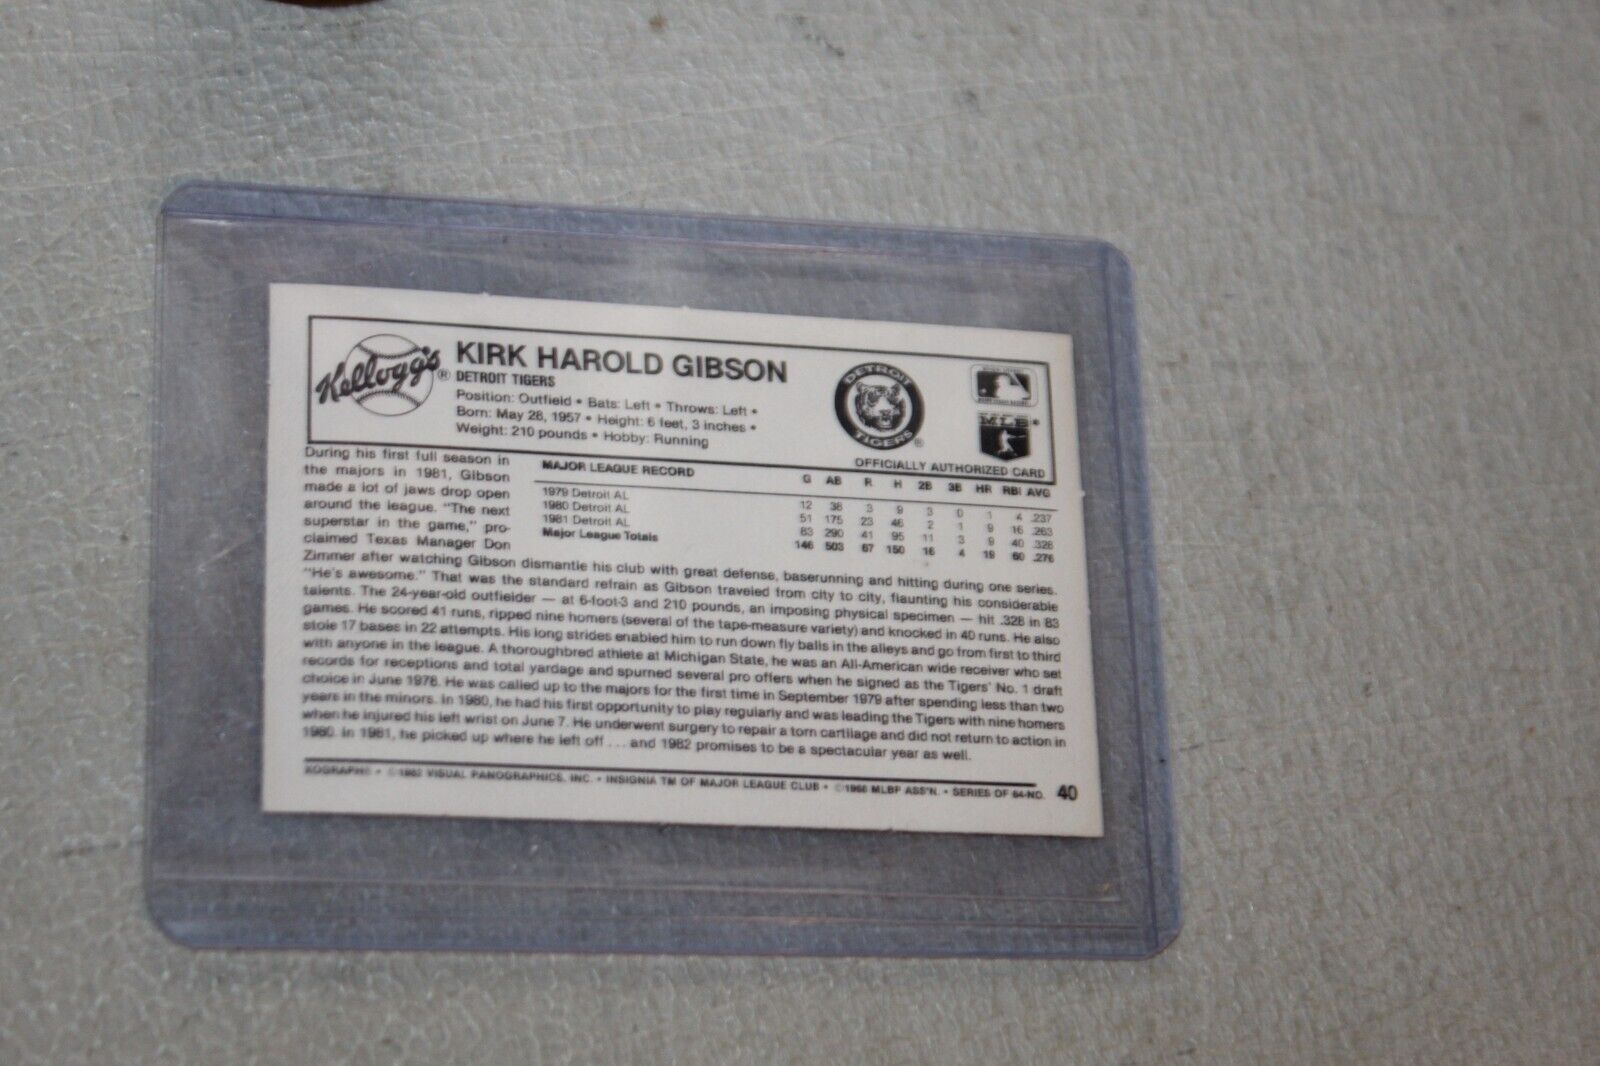 Kellogg's ®
KIRK HAROLD GIBSON
DETROIT TIGERS
Position: Outfield • Bats: Left • Throws: Left •
Born: May 28, 1957 • Height: 6 feet, 3 inches •
Weight: 210 pounds • Hobby: Running
DETROIT TIGERS ®
MLB
OFFICIALLY AUTHORIZED CARD
MAJOR LEAGUE RECORD G AB R H 2B 3B HR RBI AVG
1979 Detroit AL 12 38 3 9 3 0 1 4 .237
1980 Detroit AL 51 175 23 46 2 1 9 16 .263
1981 Detroit AL 83 290 41 95 11 3 9 40 .328
Major League Totals 146 503 67 150 16 4 19 60 .276
During his first full season in
the majors in 1981, Gibson
made a lot of jaws drop open
around the league. "The next
superstar in the game," pro-
claimed Texas Manager Don
Zimmer after watching Gibson dismantle his club with great defense, baserunning and hitting during one series.
"He's awesome." That was the standard refrain as Gibson traveled from city to city, flaunting his considerable
talents. The 24-year-old outfielder — at 6-foot-3 and 210 pounds, an imposing physical specimen — hit .328 in 83
games. He scored 41 runs, ripped nine homers (several of the tape-measure variety) and knocked in 40 runs. He also
stole 17 bases in 22 attempts. His long strides enabled him to run down fly balls in the alleys and go from first to third
with anyone in the league. A thoroughbred athlete at Michigan State, he was an All-American wide receiver who set
records for receptions and total yardage and spurned several pro offers when he signed as the Tigers' No. 1 draft
choice in June 1978. He was called up to the majors for the first time in September 1979 after spending less than two
years in the minors. In 1980, he had his first opportunity to play regularly and was leading the Tigers with nine homers
when he injured his left wrist on June 7. He underwent surgery to repair a torn cartilage and did not return to action in
1980. In 1981, he picked up where he left off . . . and 1982 promises to be a spectacular year as well.
XOGRAPH® • ©1982 VISUAL PANOGRAPHICS, INC. • INSIGNIA TM OF MAJOR LEAGUE CLUB • ©1968 MLBP ASS'N. • SERIES OF 64-NO. 40